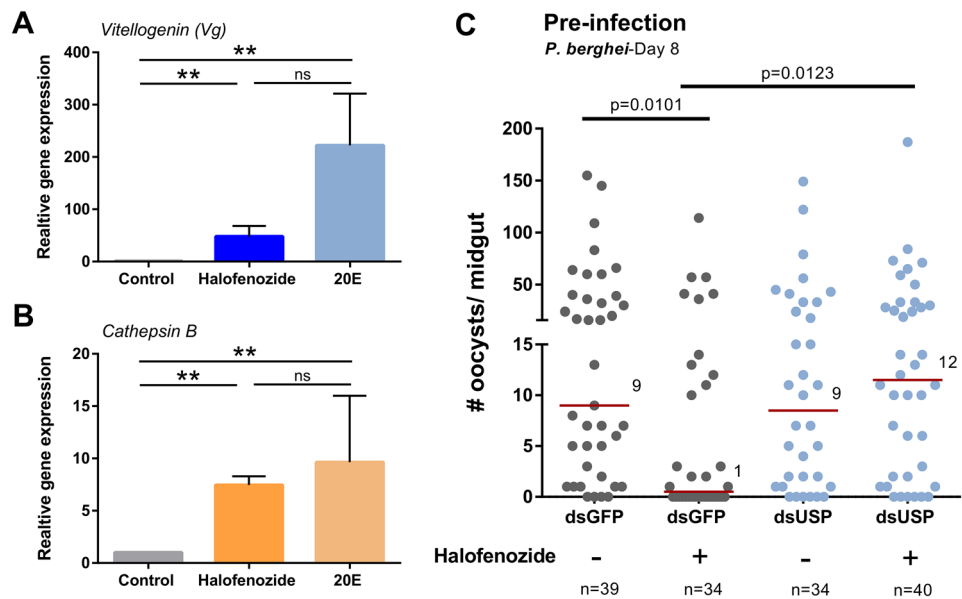 A
Vitellogenin (Vg)
Realtive gene expression
400
300
200
100
0
**
**
ns
Control
Halofenozide
20E
B
Cathepsin B
Realtive gene expression
20
15
10
5
0
**
**
ns
Control
Halofenozide
20E
C
Pre-infection
P. berghei-Day 8
p=0.0123
p=0.0101
# oocysts/ midgut
200
150
100
50
15
10
5
0
9
1
9
12
dsGFP dsGFP dsUSP dsUSP
Halofenozide - + - +
n=39 n=34 n=34 n=40